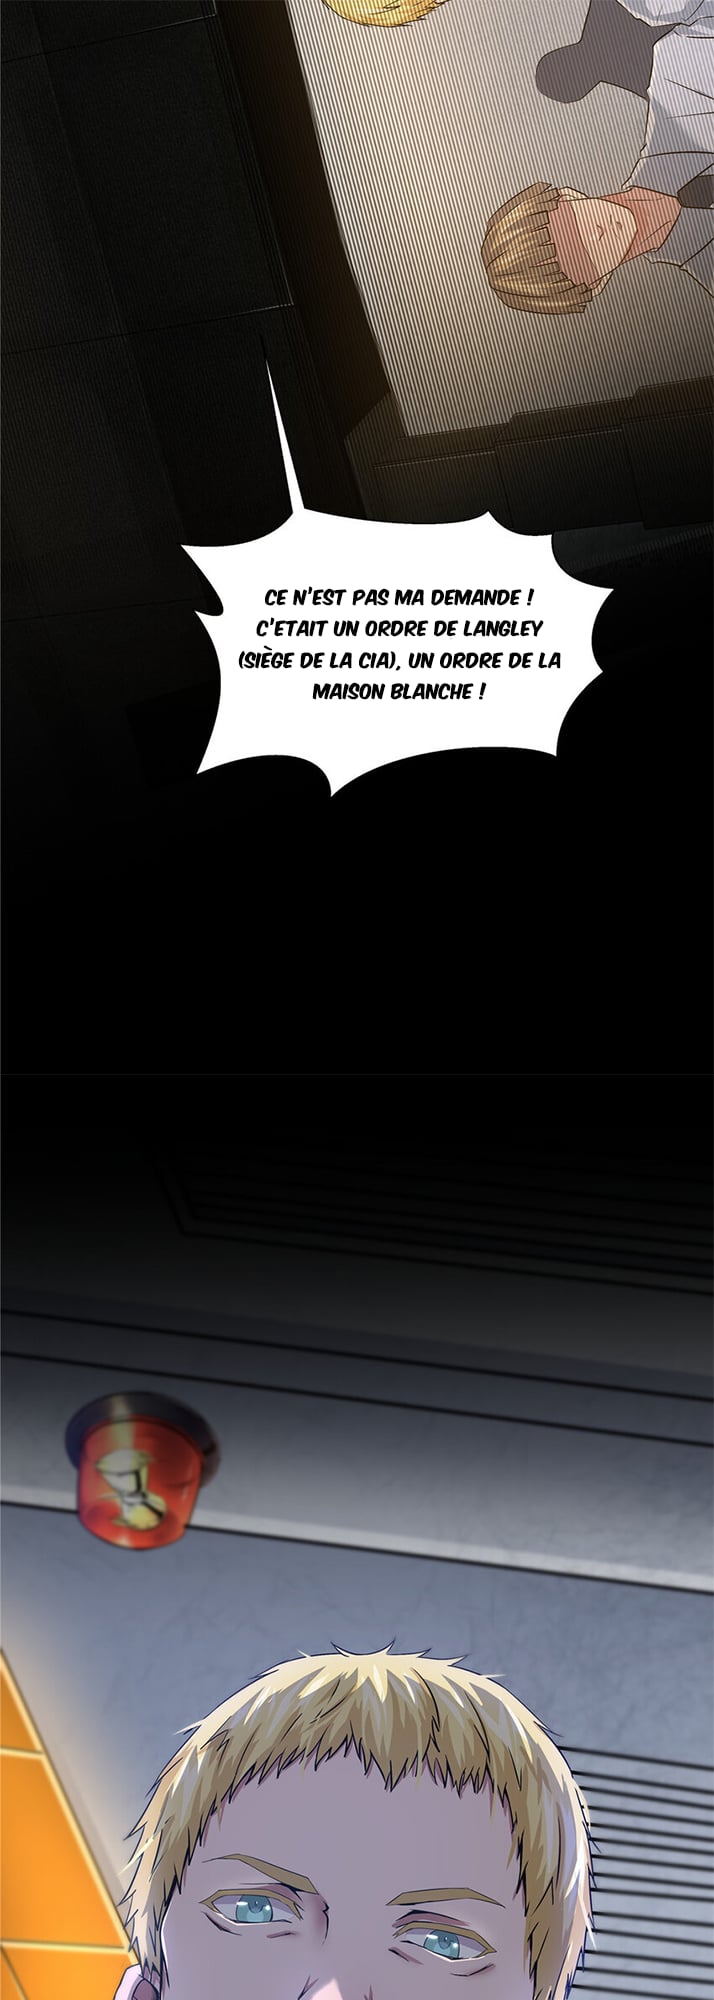 CE N'EST PAS MA DEMANDE !
C'ETAIT UN ORDRE DE LANGLEY
(SIÈGE DE LA CIA), UN ORDRE DE LA
MAISON BLANCHE !